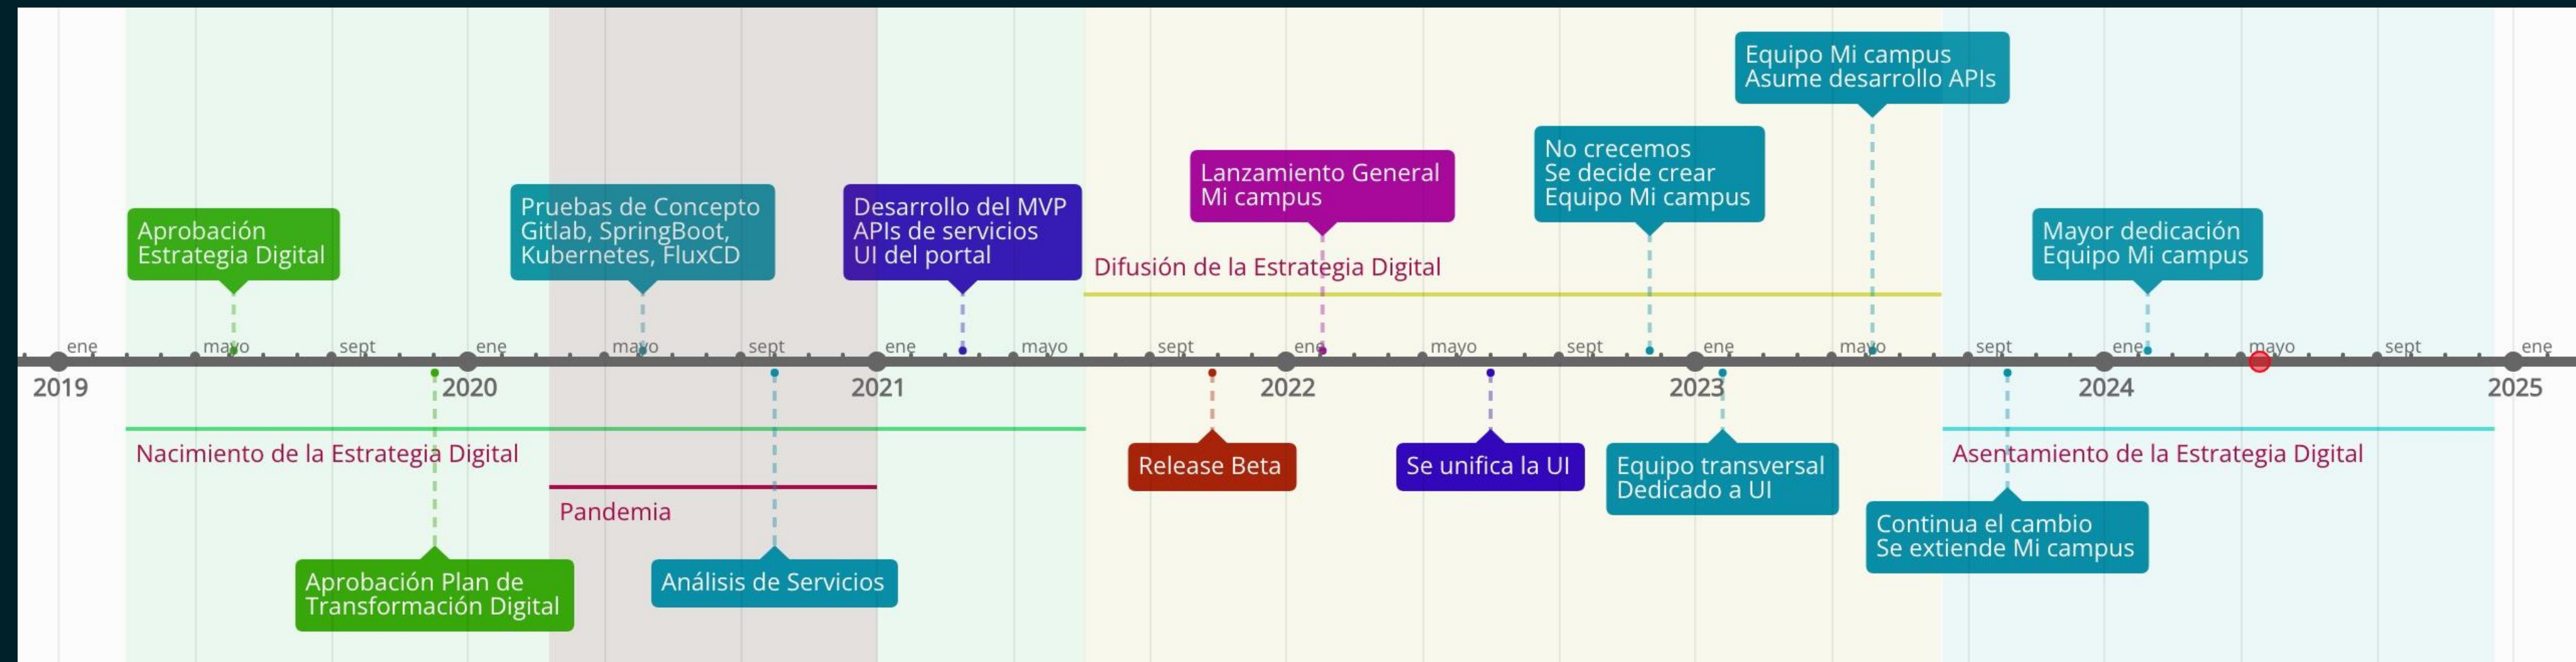 Equipo Mi campus
Asume desarrollo APIs
No crecemos
Se decide crear
Equipo Mi campus
Lanzamiento General
Mi campus
Pruebas de Concepto
Gitlab, SpringBoot,
Kubernetes, FluxCD
Desarrollo del MVP
APIs de servicios
UI del portal
Aprobación
Estrategia Digital
Mayor dedicación
Equipo Mi campus
Difusión de la Estrategia Digital
ene mayo sept ene mayo sept ene mayo sept ene mayo sept ene mayo sept ene mayo sept ene
2019 2020 2021 2022 2023 2024 2025
Nacimiento de la Estrategia Digital
Asentamiento de la Estrategia Digital
Release Beta
Se unifica la UI
Equipo transversal
Dedicado a UI
Pandemia
Continua el cambio
Se extiende Mi campus
Aprobación Plan de
Transformación Digital
Análisis de Servicios